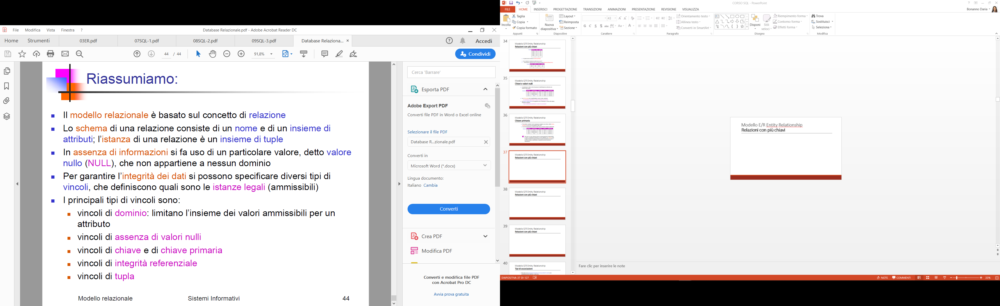 File Modifica Vista Finestra ?
Database Relazionale.pdf - Adobe Acrobat Reader DC
Home Strumenti 03ER.pdf 07SQL-1.pdf 08SQL-2.pdf 09SQL-3.pdf Database Relaziona... ×
Accedi
44 / 44
91,8%
Condividi
Riassumiamo:
Il modello relazionale è basato sul concetto di relazione
Lo schema di una relazione consiste di un nome e di un insieme di
attributi; l'istanza di una relazione è un insieme di tuple
In assenza di informazioni si fa uso di un particolare valore, detto valore
nullo (NULL), che non appartiene a nessun dominio
Per garantire l'integrità dei dati si possono specificare diversi tipi di
vincoli, che definiscono quali sono le istanze legali (ammissibili)
I principali tipi di vincoli sono:
vincoli di dominio: limitano l'insieme dei valori ammissibili per un
attributo
vincoli di assenza di valori nulli
vincoli di chiave e di chiave primaria
vincoli di integrità referenziale
vincoli di tupla
Modello relazionale Sistemi Informativi 44
Cerca 'Barrare'
Esporta PDF
Adobe Export PDF
Converti file PDF in Word o Excel online
Selezionare il file PDF
Database R...zionale.pdf
Converti in
Microsoft Word (*.docx)
Lingua documento:
Italiano Cambia
Converti
Crea PDF
Modifica PDF
Converti e modifica file PDF
con Acrobat Pro DC
Avvia prova gratuita
CORSO SQL - PowerPoint
FILE HOME INSERISCI PROGETTAZIONE TRANSIZIONI ANIMAZIONI PRESENTAZIONE REVISIONE VISUALIZZA
Bonanno Daria
Incolla
Taglia
Copia
Copia formato
Appunti
Nuova
diapositiva
Layout
Reimposta
Sezione
Diapositive
43
G C S S abc AV Aa A
Carattere
Orientamento testo
Allinea testo
Converti in SmartArt
Paragrafo
Disponi
Stili
veloci
Riempimento forma
Contorno forma
Effetti forma
Disegno
Trova
Sostituisci
Seleziona
Modifica
34
Modello E/R Entity Relationship
Relazioni con più chiavi
35
Modello E/R Entity Relationship
Chiavi e valori nulli
36
Modello E/R Entity Relationship
Chiave primaria
37
Modello E/R Entity Relationship
Relazioni con più chiavi
38
Modello E/R Entity Relationship
Relazioni con più chiavi
39
Modello E/R Entity Relationship
Relazioni con più chiavi
40
Modello E/R Entity Relationship
Tipi di associazioni
Modello E/R Entity Relationship
Relazioni con più chiavi
Fare clic per inserire le note
DIAPOSITIVA 37 DI 127
NOTE COMMENTI 33%